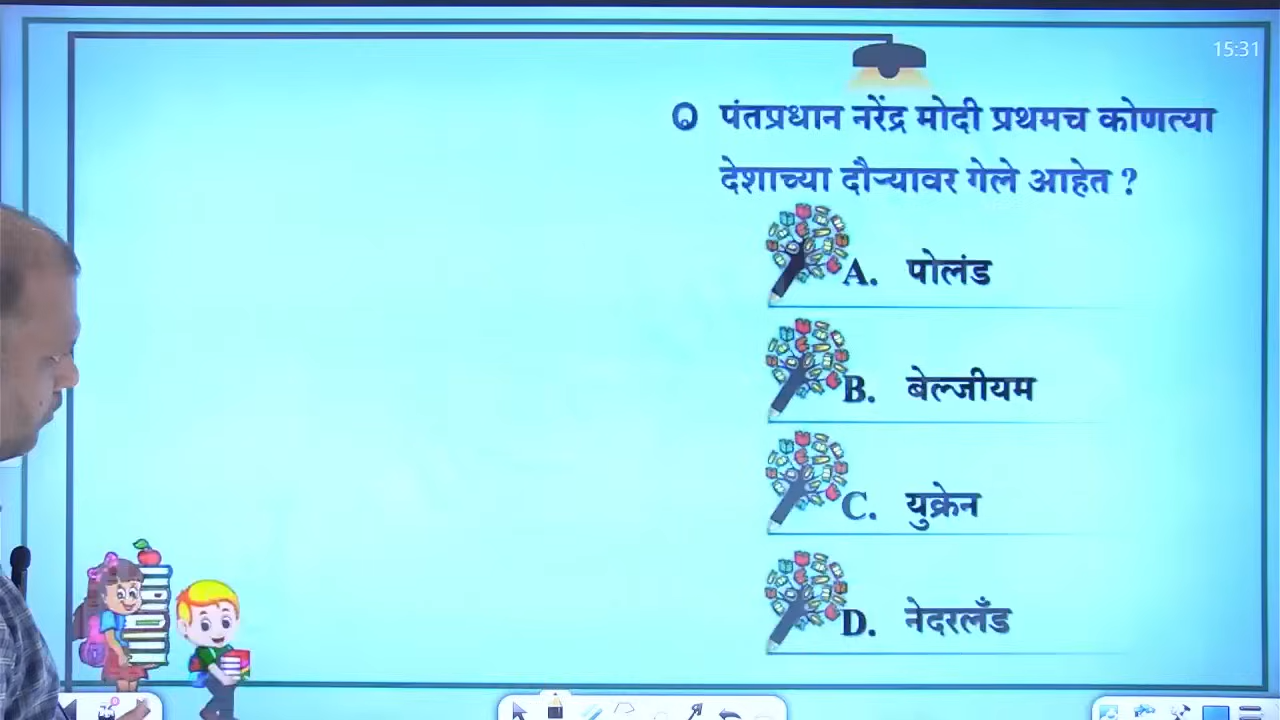 15:31
Q पंतप्रधान नरेंद्र मोदी प्रथमच कोणत्या
देशाच्या दौऱ्यावर गेले आहेत ?
A. पोलंड
B. बेल्जीयम
C. युक्रेन
D. नेदरलँड